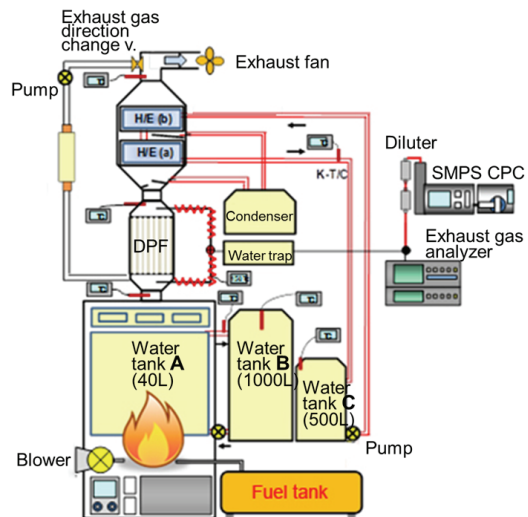 Exhaust gas
direction
change v.
Exhaust fan
Pump
H/E (b)
H/E (a)
K-T/C
Diluter
SMPS CPC
Condenser
DPF
Water trap
Exhaust gas
analyzer
Water
tank A
(40L)
Water
tank B
(1000L)
Water
tank C
(500L)
Pump
Blower
Fuel tank